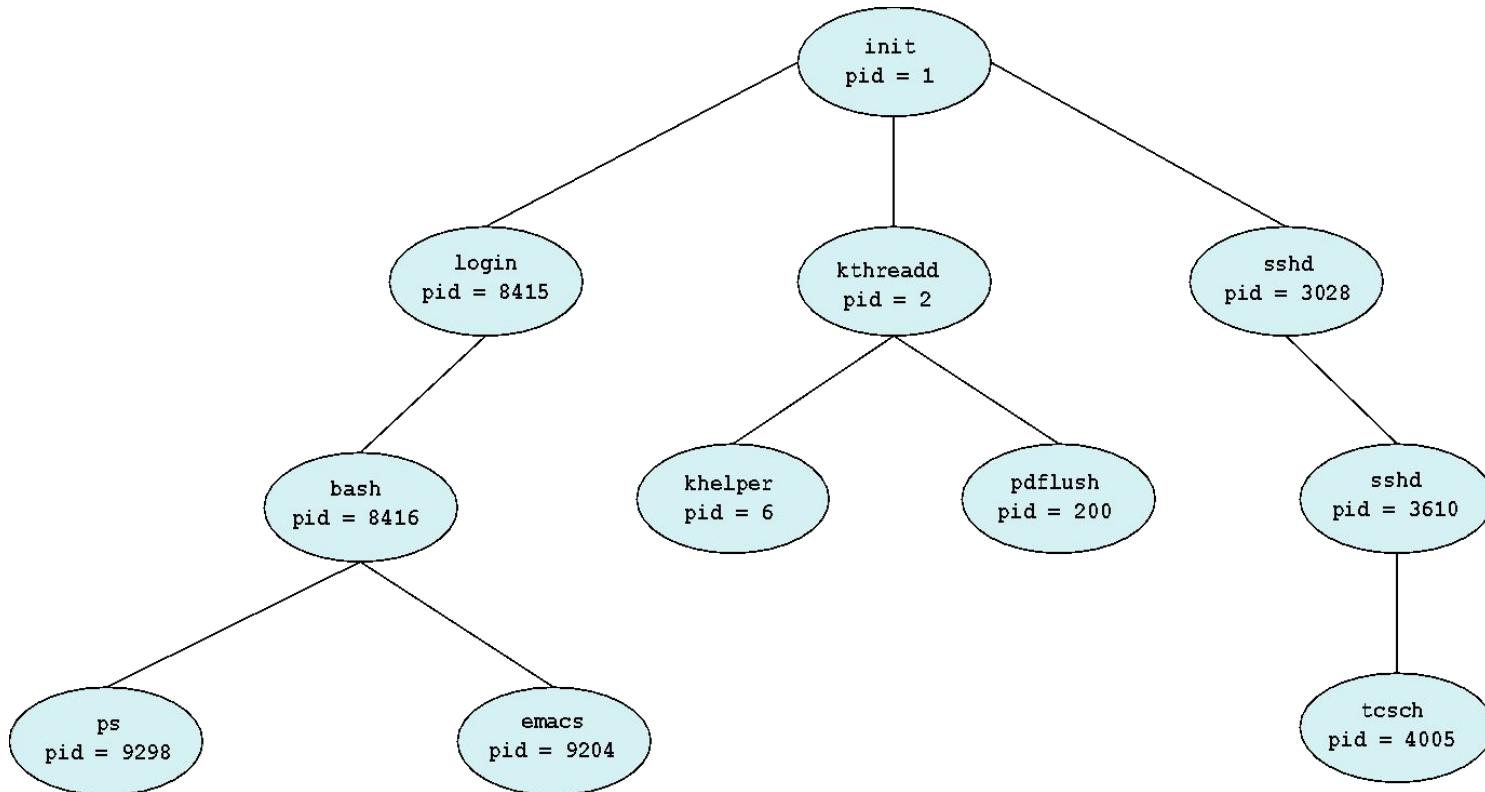 init
pid = 1
login
pid = 8415
kthreadd
pid = 2
sshd
pid = 3028
bash
pid = 8416
khelper
pid = 6
pdflush
pid = 200
sshd
pid = 3610
ps
pid = 9298
emacs
pid = 9204
tcsch
pid = 4005